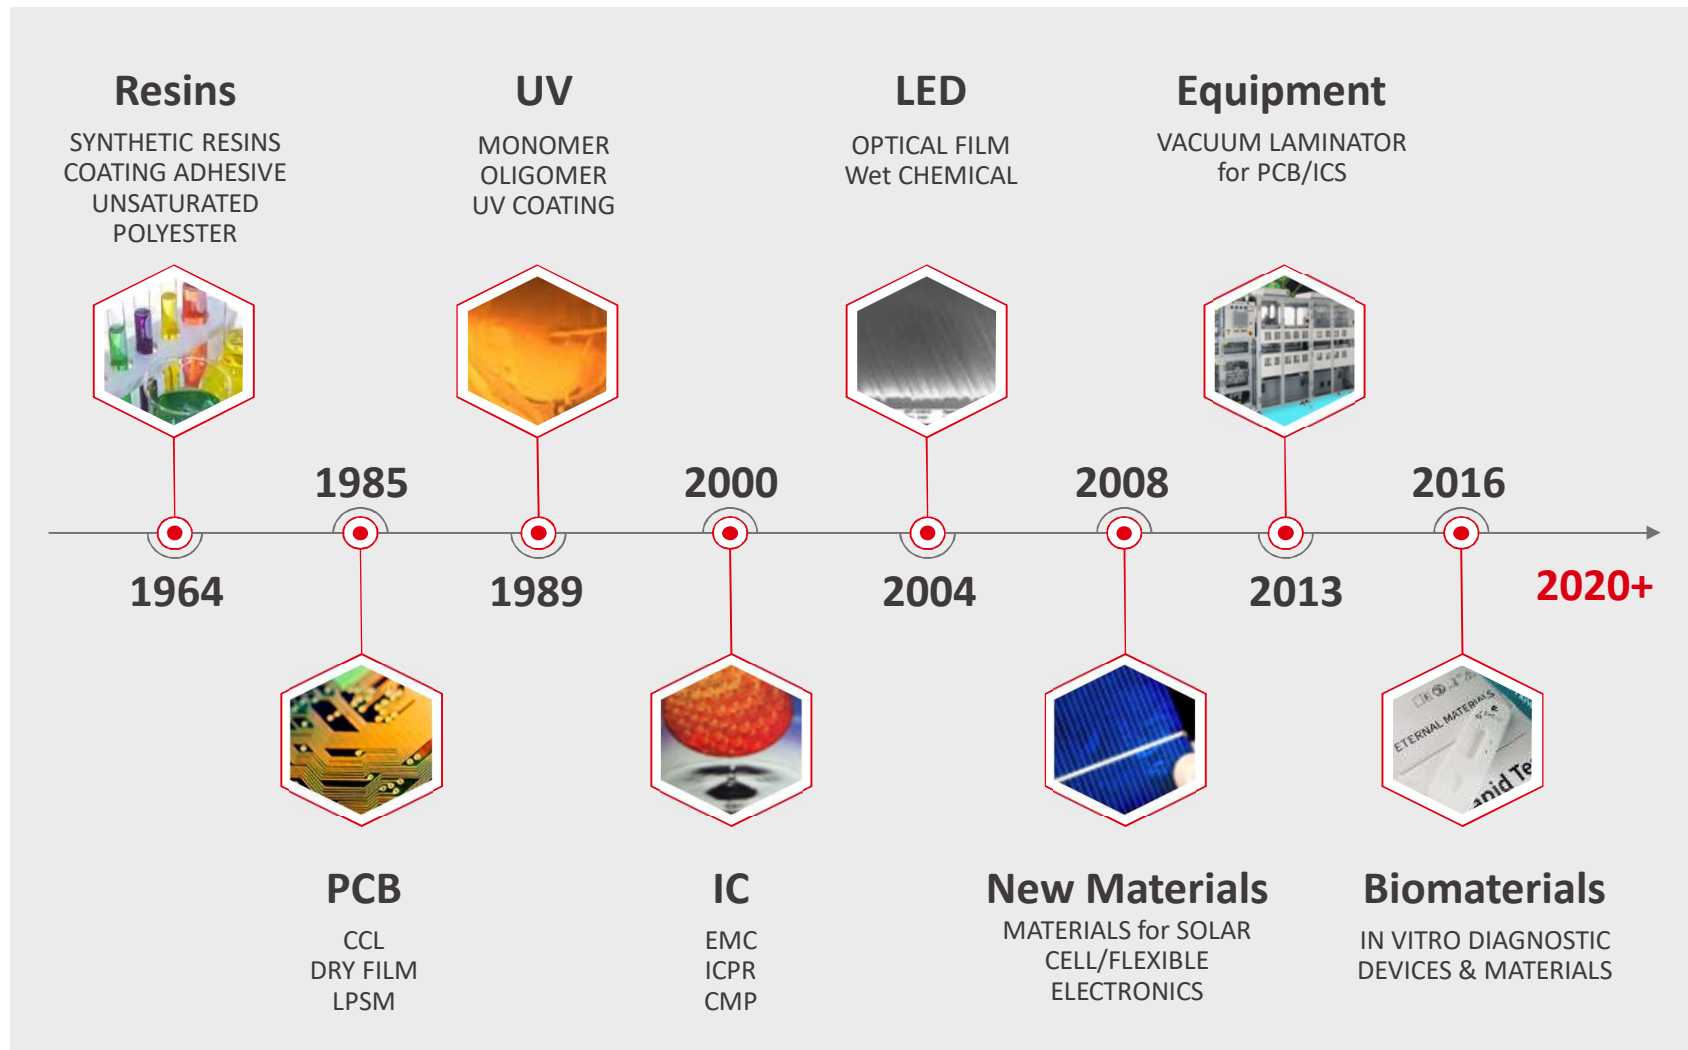 Resins
SYNTHETIC RESINS
COATING ADHESIVE
UNSATURATED
POLYESTER
UV
MONOMER
OLIGOMER
UV COATING
LED
OPTICAL FILM
Wet CHEMICAL
Equipment
VACUUM LAMINATOR
for PCB/ICS
1985
2000
2008
2016
1964
1989
2004
2013
2020+
ETERNAL MATERIALS
PCB
CCL
DRY FILM
LPSM
IC
EMC
ICPR
CMP
New Materials
MATERIALS for SOLAR
CELL/FLEXIBLE
ELECTRONICS
Biomaterials
IN VITRO DIAGNOSTIC
DEVICES & MATERIALS